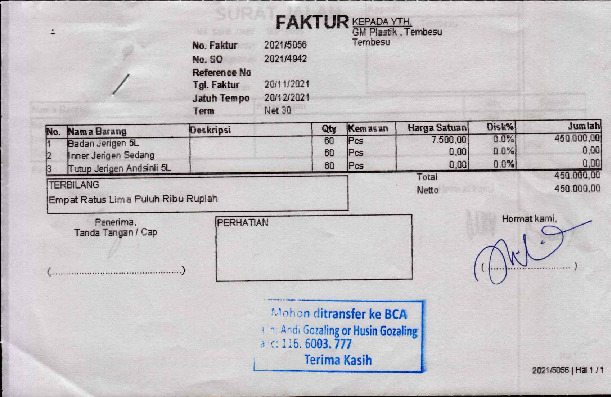 FAKTUR
KEPADA YTH.
GM Plastik , Tembesu
Tembesu
No. Faktur 2021/5056
No. SO 2021/4942
Reference No
Tgl. Faktur 20/11/2021
Jatuh Tempo 20/12/2021
Term Net 30
No. Nama Barang Deskripsi Qty Kemasan Harga Satuan Disk% Jumlah
1 Badan Jerigen 5L 60 Pcs 7.500,00 0.0% 450.000,00
2 Inner Jerigen Sedang 60 Pcs 0,00 0.0% 0,00
3 Tutup Jerigen Andsinli 5L 60 Pcs 0,00 0.0% 0,00
Total 450.000,00
Netto 450.000,00
TERBILANG
Empat Ratus Lima Puluh Ribu Rupiah
Penerima,
Tanda Tangan / Cap
(................................................)
PERHATIAN
Hormat kami,
(................................)
Mohon ditransfer ke BCA
a n: Andi Gozaling or Husin Gozaling
a c: 116. 6003. 777
Terima Kasih
2021/5056 | Hal 1 / 1